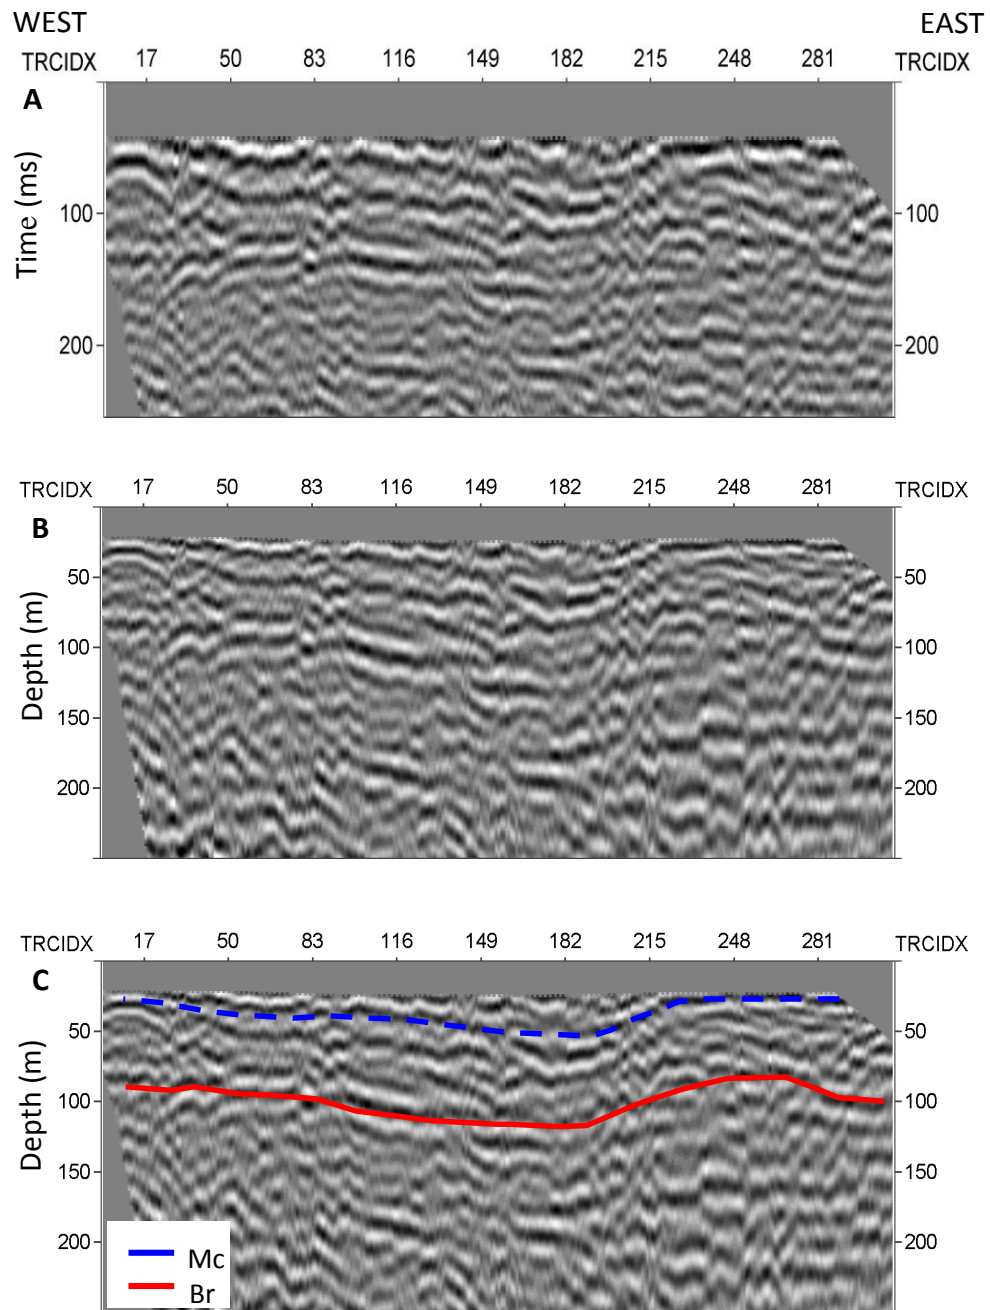 WEST EAST
TRCIDX 17 50 83 116 149 182 215 248 281 TRCIDX
A
Time (ms)
100 100
200 200
TRCIDX 17 50 83 116 149 182 215 248 281 TRCIDX
B
Depth (m)
50 50
100 100
150 150
200 200
TRCIDX 17 50 83 116 149 182 215 248 281 TRCIDX
C
Depth (m)
50 50
100 100
150 150
200 200
Mc
Br